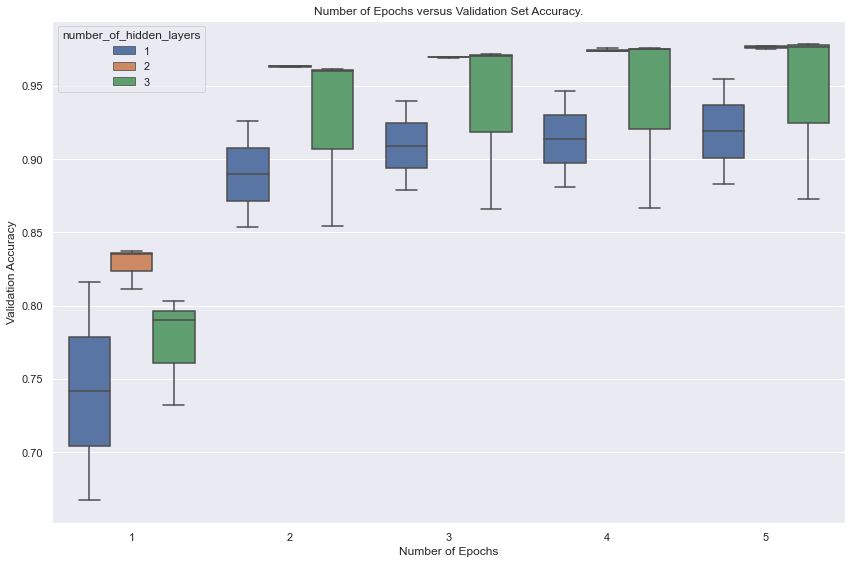 Number of Epochs versus Validation Set Accuracy.
number_of_hidden_layers
1
2
3
0.95
0.90
0.85
0.80
0.75
0.70
Validation Accuracy
1 2 3 4 5
Number of Epochs